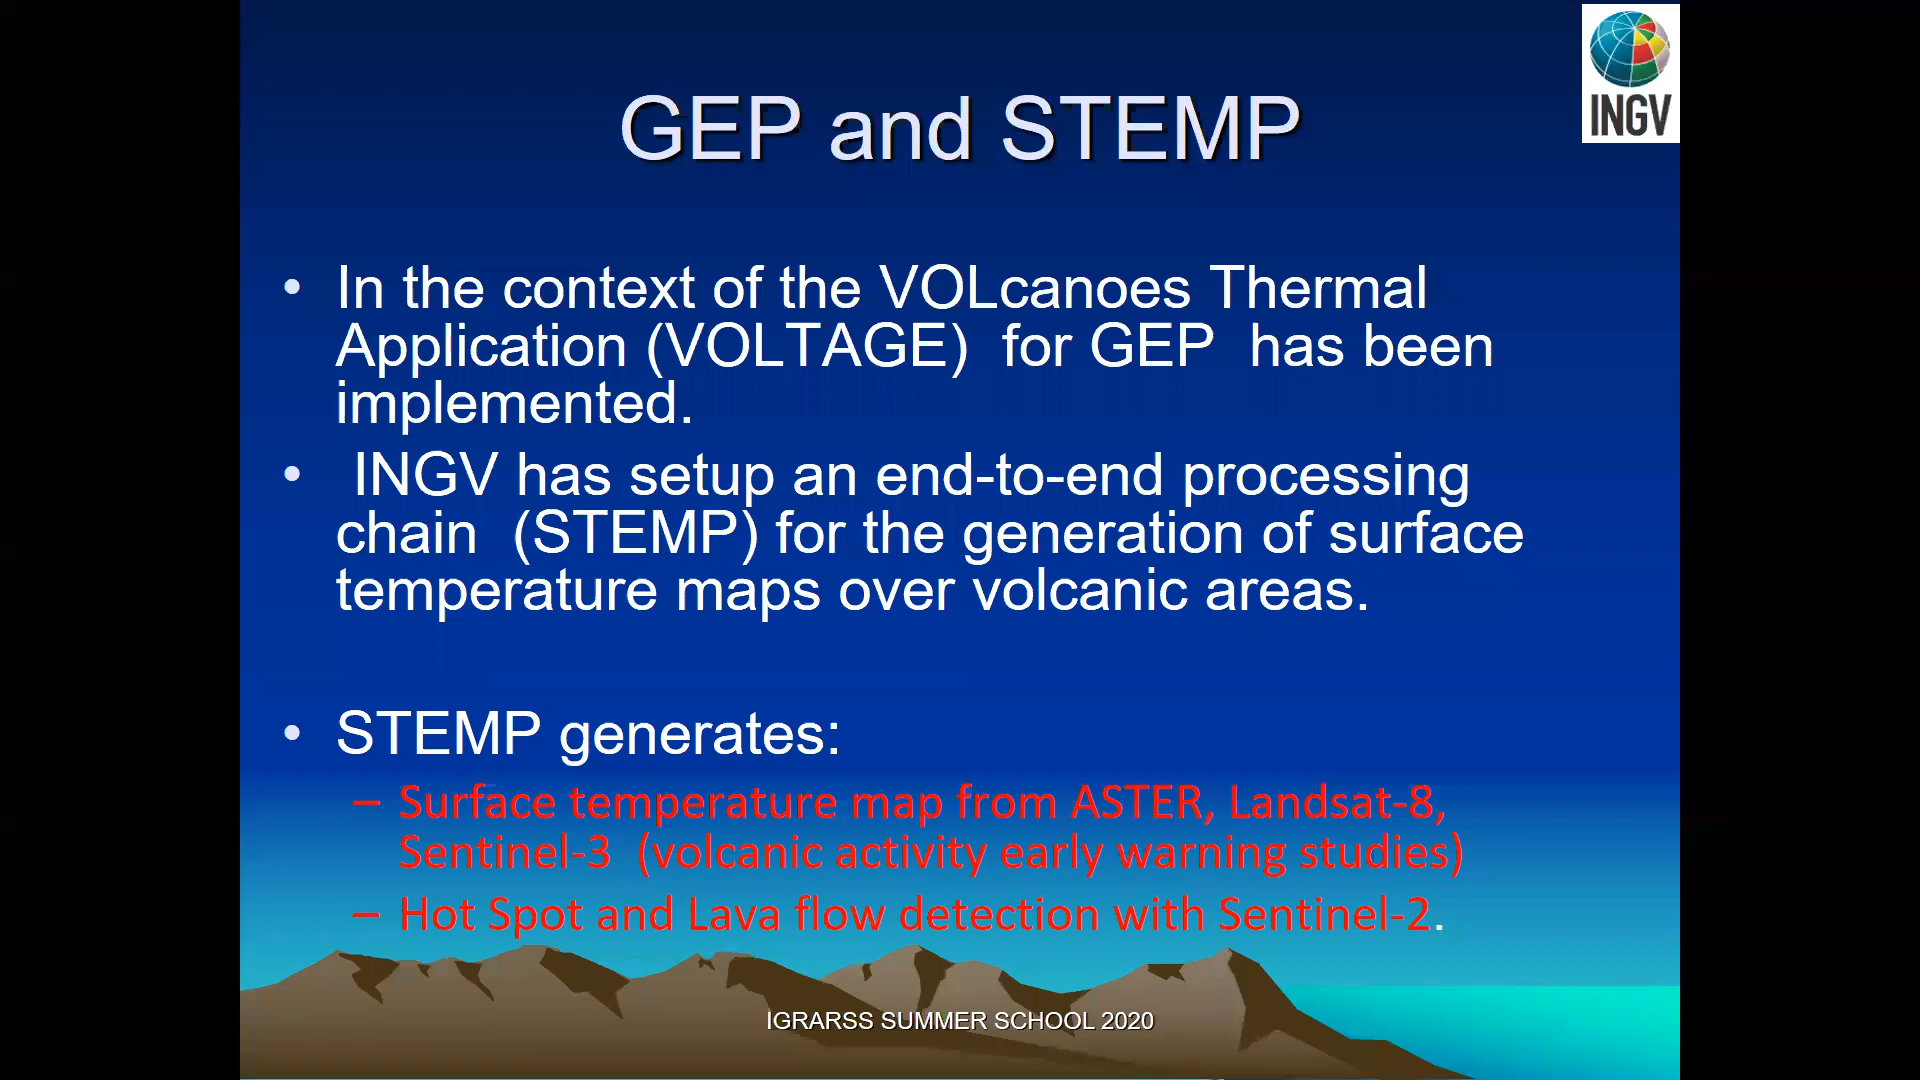 INGV
GEP and STEMP
• In the context of the VOLcanoes Thermal
Application (VOLTAGE)  for GEP  has been
implemented.
•  INGV has setup an end-to-end processing
chain  (STEMP) for the generation of surface
temperature maps over volcanic areas.
• STEMP generates:
– Surface temperature map from ASTER, Landsat-8,
Sentinel-3  (volcanic activity early warning studies)
– Hot Spot and Lava flow detection with Sentinel-2.
IGRARSS SUMMER SCHOOL 2020